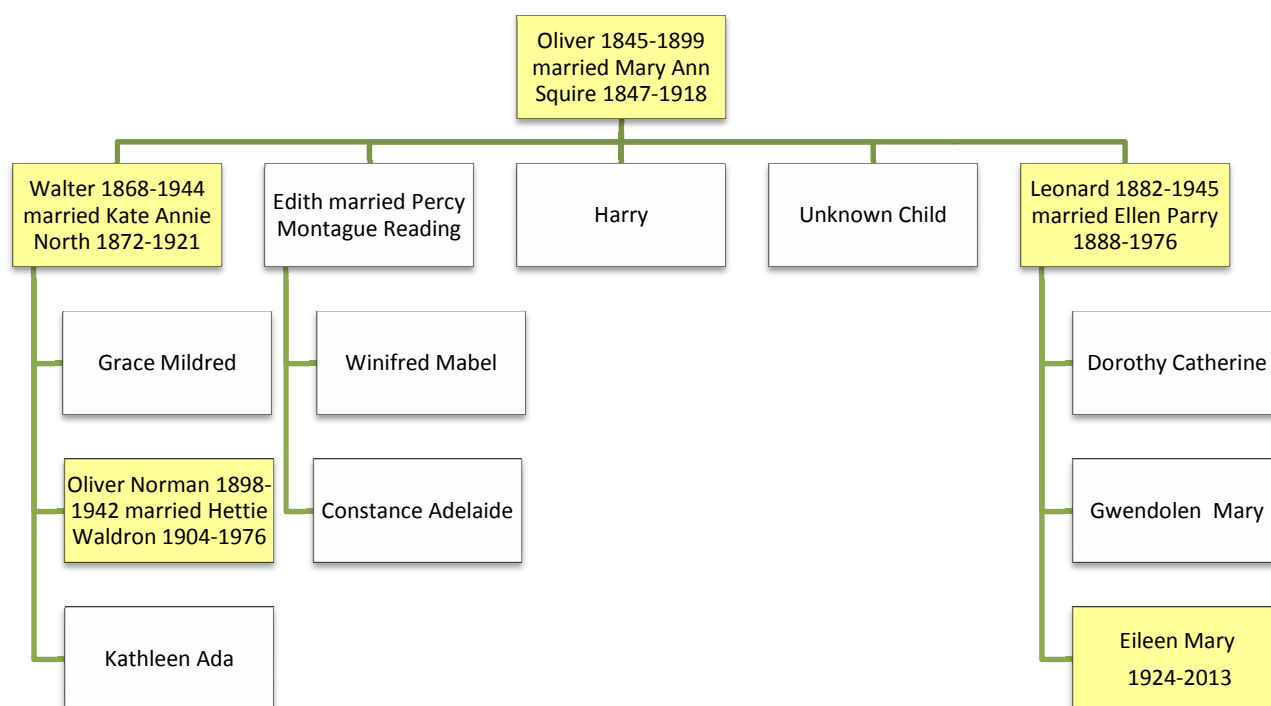 Oliver 1845-1899
married Mary Ann
Squire 1847-1918
Walter 1868-1944
married Kate Annie
North 1872-1921
Edith married Percy
Montague Reading
Harry
Unknown Child
Leonard 1882-1945
married Ellen Parry
1888-1976
Grace Mildred
Winifred Mabel
Dorothy Catherine
Oliver Norman 1898-
1942 married Hettie
Waldron 1904-1976
Constance Adelaide
Gwendolen  Mary
Kathleen Ada
Eileen Mary
1924-2013